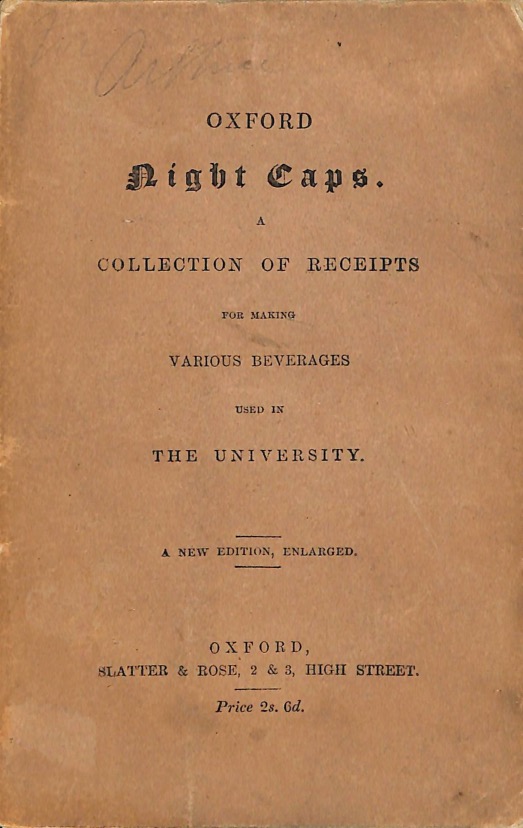 OXFORD
Night Caps.
A
COLLECTION OF RECEIPTS
FOR MAKING
VARIOUS BEVERAGES
USED IN
THE UNIVERSITY.
A NEW EDITION, ENLARGED.
OXFORD,
SLATTER & ROSE, 2 & 3, HIGH STREET.
Price 2s. 6d.